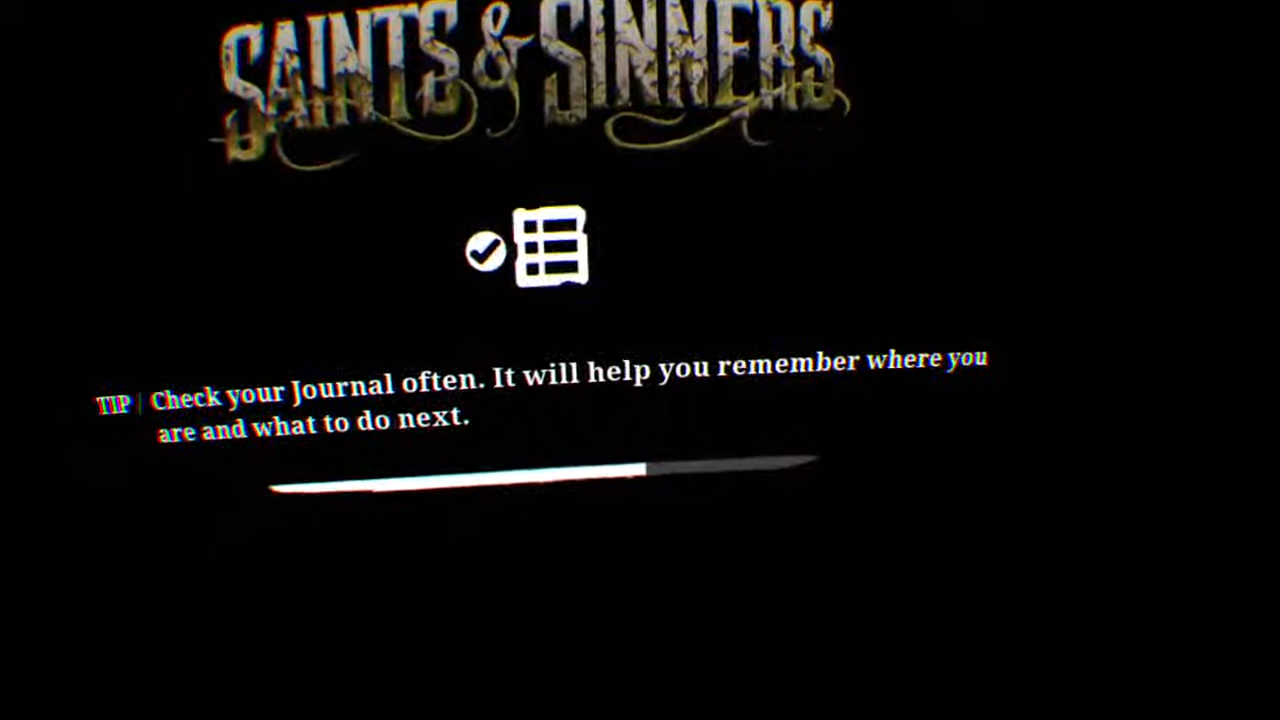 SAINTS & SINNERS
TIP | Check your Journal often. It will help you remember where you
are and what to do next.